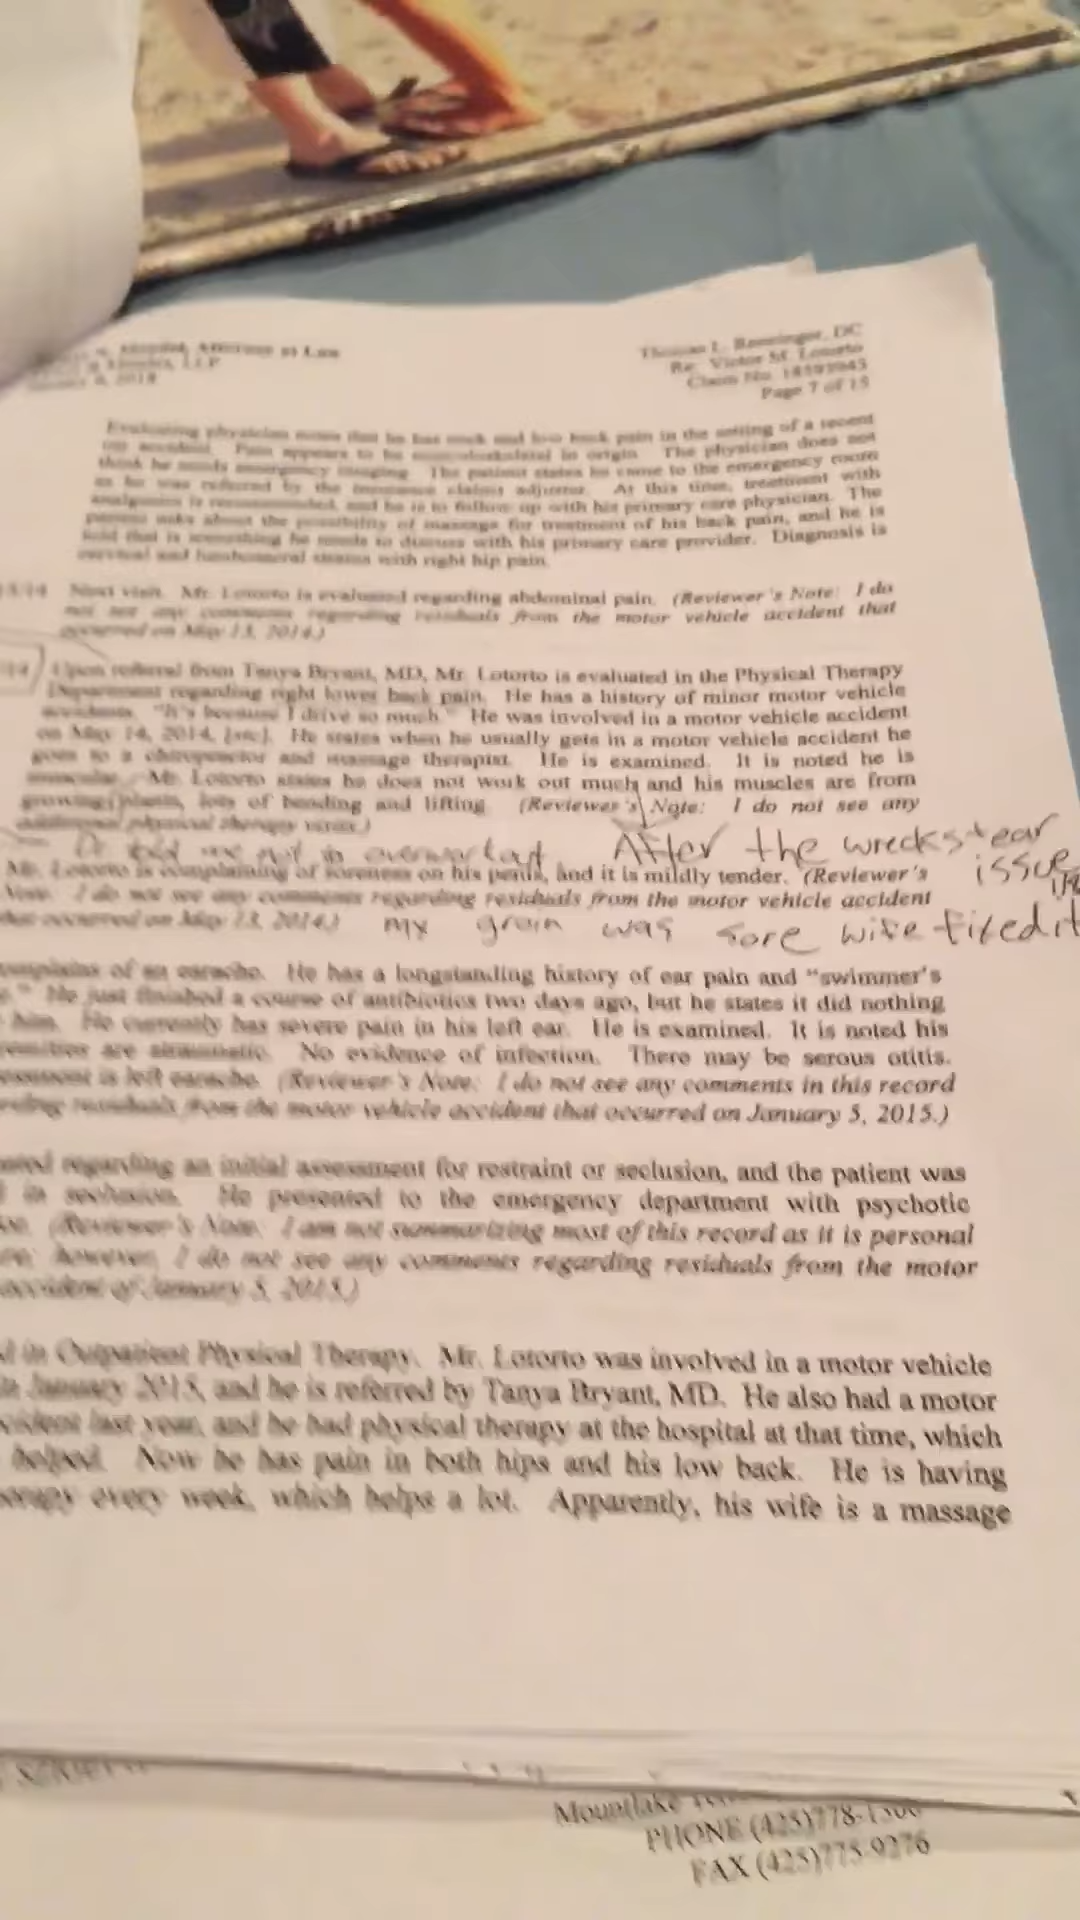 Attorney at Law
Thomas L. Renninger, DC
Re: Victor M. Lotorto
Claim No.
Page 7 of 15
Evaluating physician notes that he has neck and low back pain in the setting of a recent
accident. Pain appears to be musculoskeletal in origin. The physician does not
think he needs emergency imaging. The patient states he came to the emergency room
as he was referred by the insurance claims adjuster. At this time, treatment with
analgesics is recommended, and he is to follow up with his primary care physician. The
patient asks about the possibility of massage for treatment of his back pain, and he is
told that is something he needs to discuss with his primary care provider. Diagnosis is
cervical and lumbosacral strains with right hip pain.
Next visit. Mr. Lotorto is evaluated regarding abdominal pain. (Reviewer's Note: I do
not see any comments regarding residuals from the motor vehicle accident that
occurred on May 13, 2014.)
Upon referral from Tanya Bryant, MD, Mr. Lotorto is evaluated in the Physical Therapy
Department regarding right lower back pain. He has a history of minor motor vehicle
accidents. "It's because I drive so much." He was involved in a motor vehicle accident
on May 14, 2014, [sic]. He states when he usually gets in a motor vehicle accident he
goes to a chiropractor and massage therapist. He is examined. It is noted he is
muscular. Mr. Lotorto states he does not work out much and his muscles are from
growing plants, lots of bending and lifting. (Reviewer's Note: I do not see any
additional physical therapy visits.)
told me not to After the wreck stear
issue
Mr. Lotorto is complaining of soreness on his penis, and it is mildly tender. (Reviewer's
Note: I do not see any comments regarding residuals from the motor vehicle accident
that occurred on May 13, 2014.) my groin was sore wife fixed it
complains of an earache. He has a longstanding history of ear pain and "swimmer's
He just finished a course of antibiotics two days ago, but he states it did nothing
him. He currently has severe pain in his left ear. He is examined. It is noted his
extremities are atraumatic. No evidence of infection. There may be serous otitis.
Assessment is left earache. (Reviewer's Note: I do not see any comments in this record
regarding residuals from the motor vehicle accident that occurred on January 5, 2015.)
regarding an initial assessment for restraint or seclusion, and the patient was
in seclusion. He presented to the emergency department with psychotic
(Reviewer's Note: I am not summarizing most of this record as it is personal
however, I do not see any comments regarding residuals from the motor
accident of January 5, 2015.)
in Outpatient Physical Therapy. Mr. Lotorto was involved in a motor vehicle
in January 2015, and he is referred by Tanya Bryant, MD. He also had a motor
accident last year, and he had physical therapy at the hospital at that time, which
helped. Now he has pain in both hips and his low back. He is having
therapy every week, which helps a lot. Apparently, his wife is a massage
Mountlake
PHONE (425)778-1500
FAX (425)775-9276